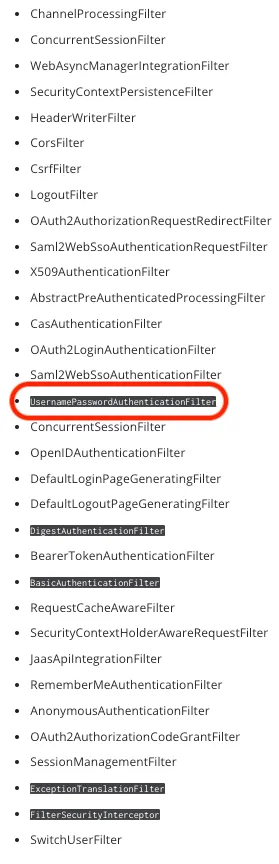 ChannelProcessingFilter
ConcurrentSessionFilter
WebAsyncManagerIntegrationFilter
SecurityContextPersistenceFilter
HeaderWriterFilter
CorsFilter
CsrfFilter
LogoutFilter
OAuth2AuthorizationRequestRedirectFilter
Saml2WebSsoAuthenticationRequestFilter
X509AuthenticationFilter
AbstractPreAuthenticatedProcessingFilter
CasAuthenticationFilter
OAuth2LoginAuthenticationFilter
Saml2WebSsoAuthenticationFilter
UsernamePasswordAuthenticationFilter
ConcurrentSessionFilter
OpenIDAuthenticationFilter
DefaultLoginPageGeneratingFilter
DefaultLogoutPageGeneratingFilter
DigestAuthenticationFilter
BearerTokenAuthenticationFilter
BasicAuthenticationFilter
RequestCacheAwareFilter
SecurityContextHolderAwareRequestFilter
JaasApiIntegrationFilter
RememberMeAuthenticationFilter
AnonymousAuthenticationFilter
OAuth2AuthorizationCodeGrantFilter
SessionManagementFilter
ExceptionTranslationFilter
FilterSecurityInterceptor
SwitchUserFilter